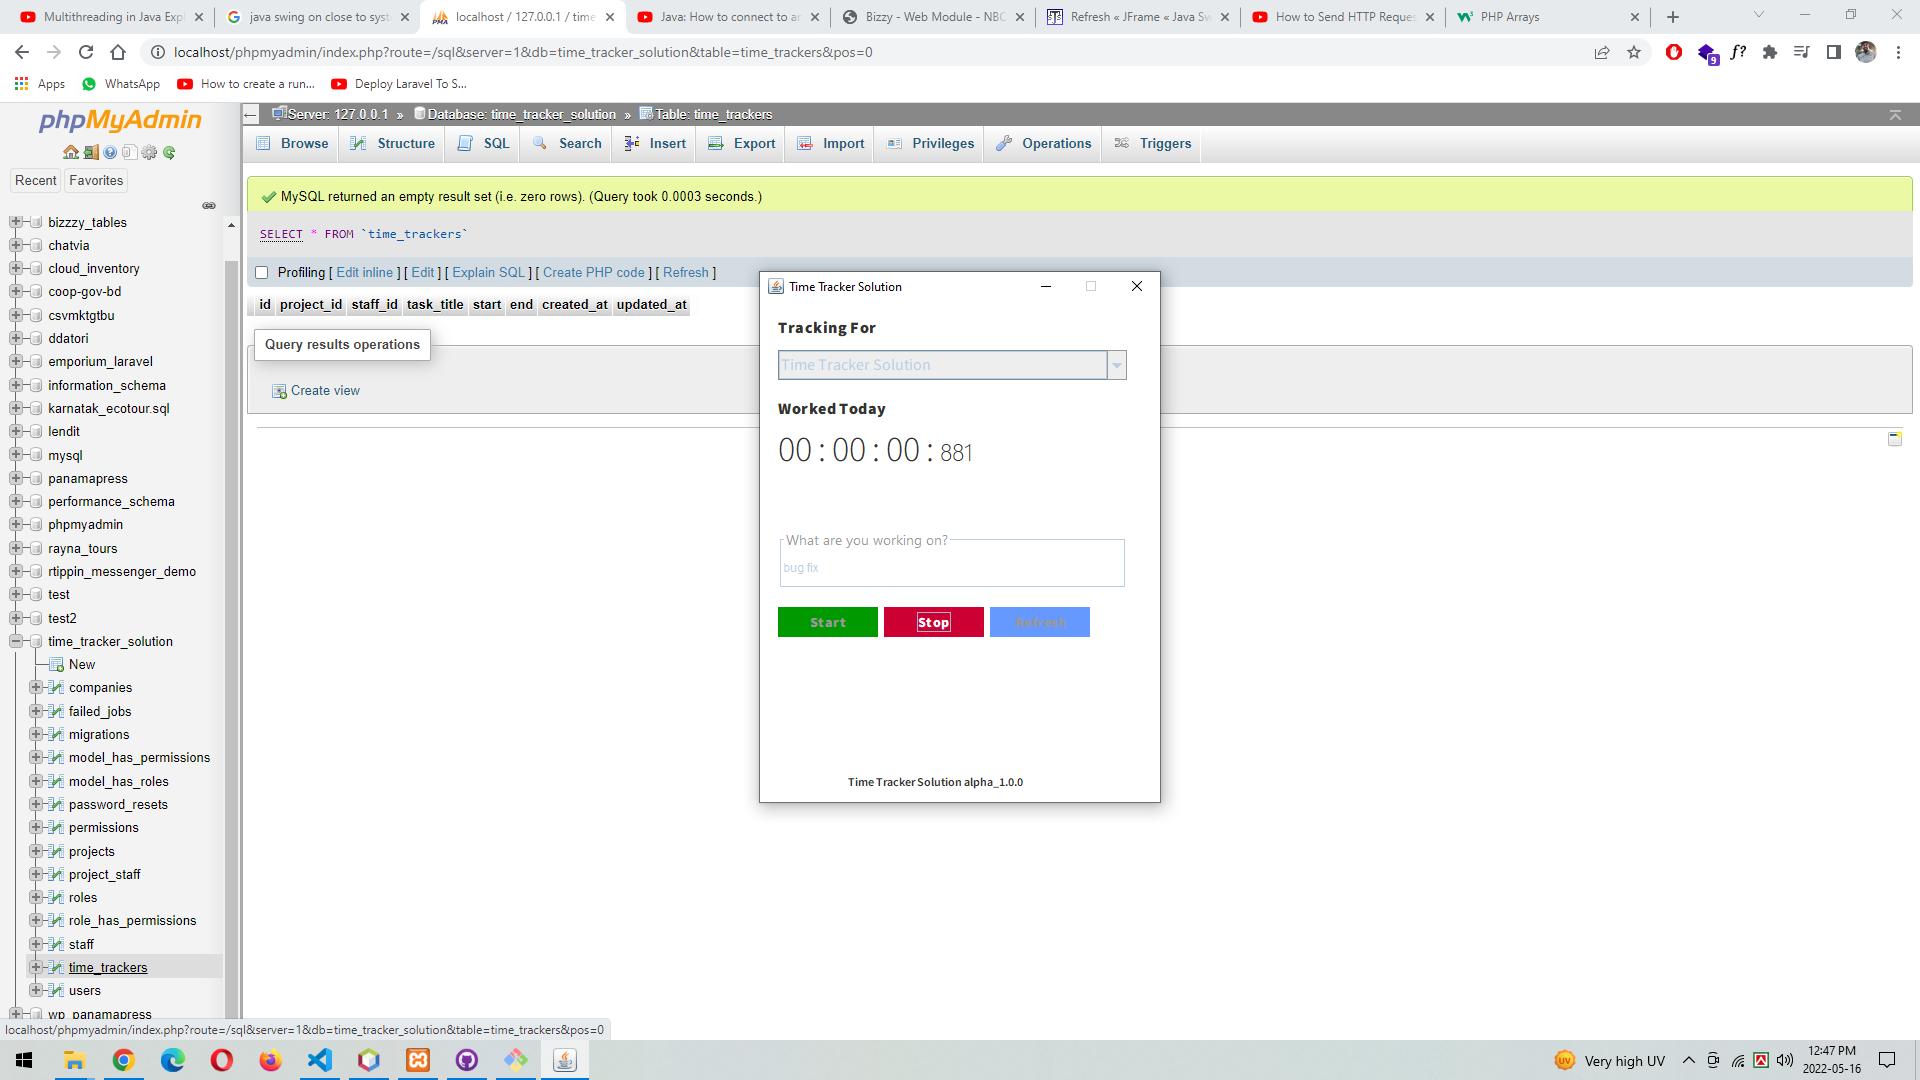 Multithreading in Java Exp
java swing on close to syst
localhost / 127.0.0.1 / time
Java: How to connect to an
Bizzy - Web Module - NBC
Refresh « JFrame « Java Sw
How to Send HTTP Reques
PHP Arrays
localhost/phpmyadmin/index.php?route=/sql&server=1&db=time_tracker_solution&table=time_trackers&pos=0
f?
9
Apps
WhatsApp
How to create a run...
Deploy Laravel To S...
phpMyAdmin
Recent
Favorites
bizzzy_tables
chatvia
cloud_inventory
coop-gov-bd
csvmktgtbu
ddatori
emporium_laravel
information_schema
karnatak_ecotour.sql
lendit
mysql
panamapress
performance_schema
phpmyadmin
rayna_tours
rtippin_messenger_demo
test
test2
time_tracker_solution
New
companies
failed_jobs
migrations
model_has_permissions
model_has_roles
password_resets
permissions
projects
project_staff
roles
role_has_permissions
staff
time_trackers
users
wp_panamapress
Server: 127.0.0.1 » Database: time_tracker_solution » Table: time_trackers
Browse
Structure
SQL
Search
Insert
Export
Import
Privileges
Operations
Triggers
MySQL returned an empty result set (i.e. zero rows). (Query took 0.0003 seconds.)
SELECT * FROM `time_trackers`
Profiling [ Edit inline ] [ Edit ] [ Explain SQL ] [ Create PHP code ] [ Refresh ]
id project_id staff_id task_title start end created_at updated_at
Query results operations
Create view
Time Tracker Solution
Tracking For
Time Tracker Solution
Worked Today
00 : 00 : 00 : 881
What are you working on?
bug fix
Start
Stop
Refresh
Time Tracker Solution alpha_1.0.0
localhost/phpmyadmin/index.php?route=/sql&server=1&db=time_tracker_solution&table=time_trackers&pos=0
Very high UV
12:47 PM
2022-05-16